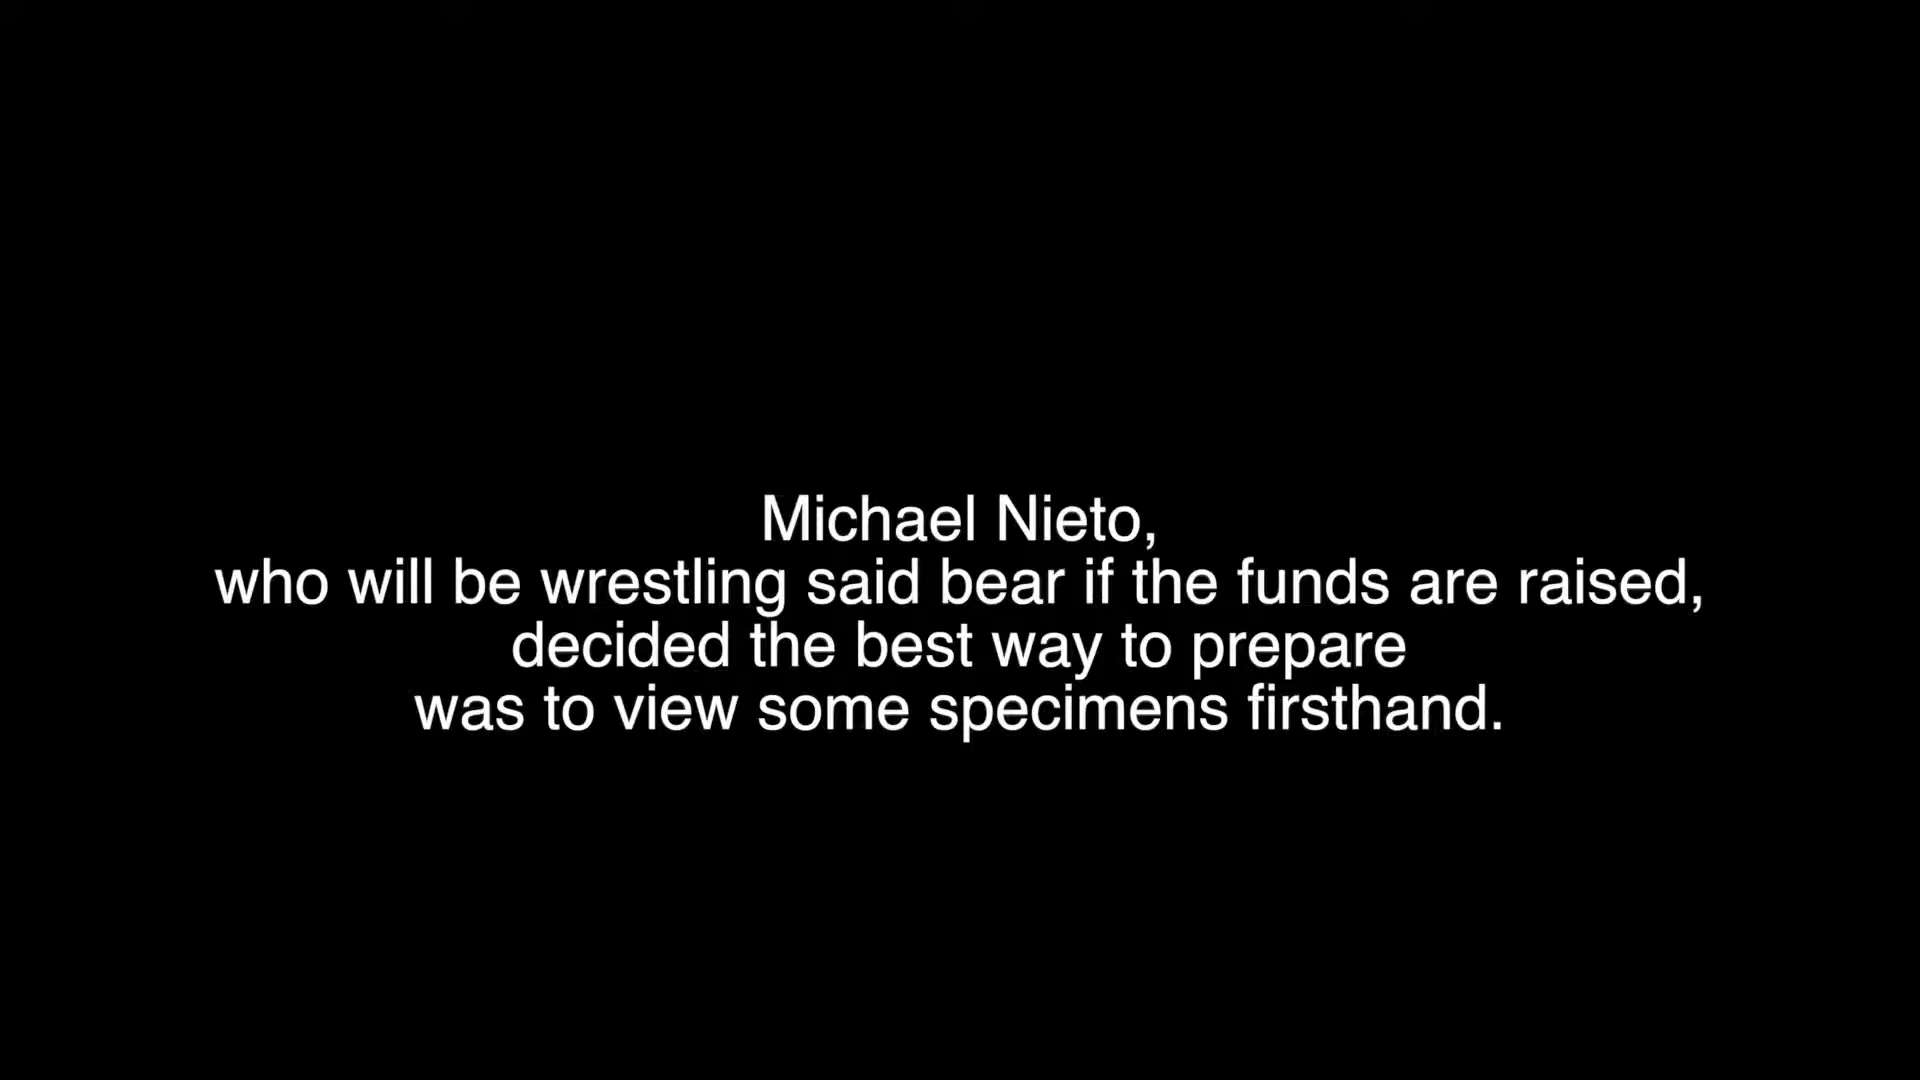 Michael Nieto,
who will be wrestling said bear if the funds are raised,
decided the best way to prepare
was to view some specimens firsthand.